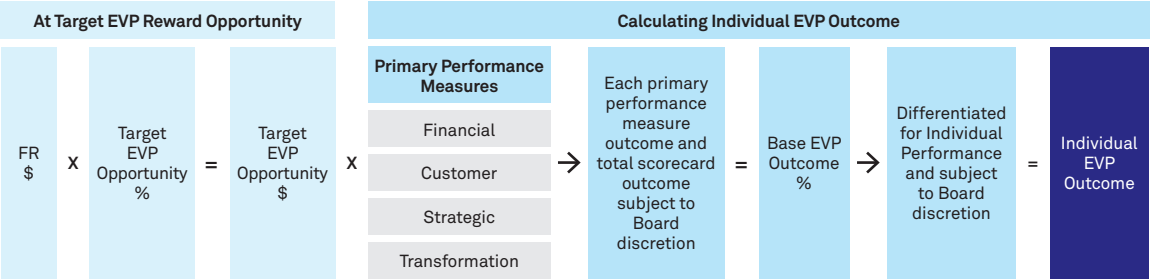 At Target EVP Reward Opportunity
Calculating Individual EVP Outcome
FR
$
x
Target
EVP
Opportunity
%
=
Target
EVP
Opportunity
$
x
Primary Performance
Measures
Financial
Customer
Strategic
Transformation
→
Each primary
performance
measure
outcome and
total scorecard
outcome
subject to
Board
discretion
=
Base EVP
Outcome
%
→
Differentiated
for Individual
Performance
and subject
to Board
discretion
=
Individual
EVP
Outcome